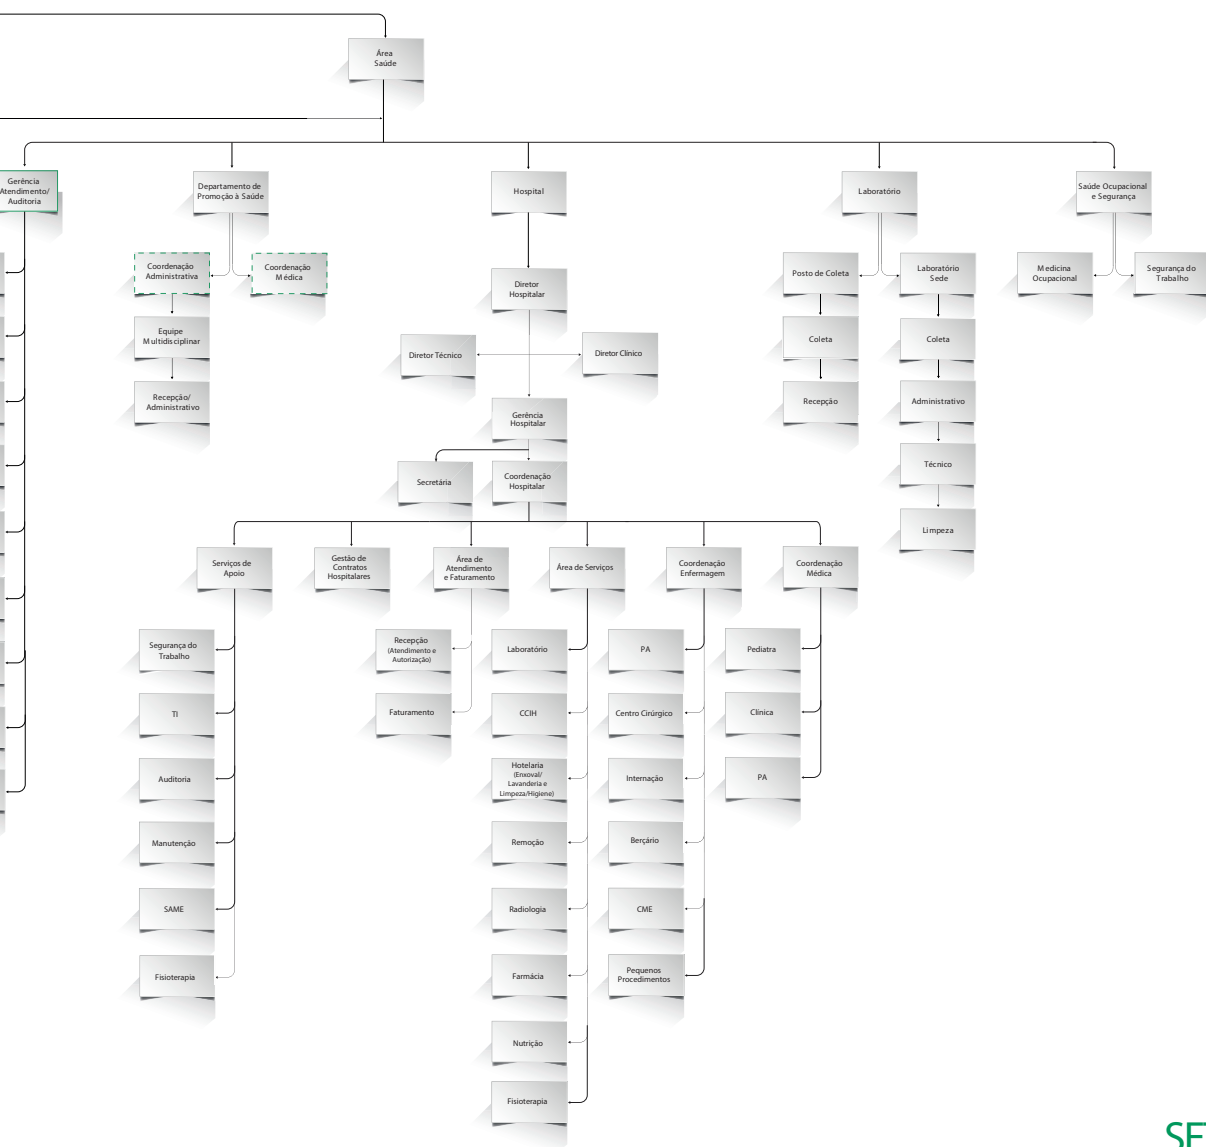 Área
Saúde
Gerência
Atendimento/
Auditoria
Departamento de
Promoção à Saúde
Hospital
Laboratório
Saúde Ocupacional
e Segurança
Coordenação
Administrativa
Coordenação
Médica
Equipe
Multidisciplinar
Recepção/
Administrativo
Diretor
Hospitalar
Diretor Técnico
Diretor Clínico
Gerência
Hospitalar
Secretária
Coordenação
Hospitalar
Posto de Coleta
Coleta
Recepção
Laboratório
Sede
Coleta
Administrativo
Técnico
Limpeza
Medicina
Ocupacional
Segurança do
Trabalho
Serviços de
Apoio
Gestão de
Contratos
Hospitalares
Área de
Atendimento
e Faturamento
Área de Serviços
Coordenação
Enfermagem
Coordenação
Médica
Segurança do
Trabalho
TI
Auditoria
Manutenção
SAME
Fisioterapia
Recepção
(Atendimento e
Autorização)
Faturamento
Laboratório
CCIH
Hotelaria
(Enxoval/
Lavanderia e
Limpeza/Higiene)
Remoção
Radiologia
Farmácia
Nutrição
Fisioterapia
PA
Centro Cirúrgico
Internação
Berçário
CME
Pequenos
Procedimentos
Pediatra
Clínica
PA